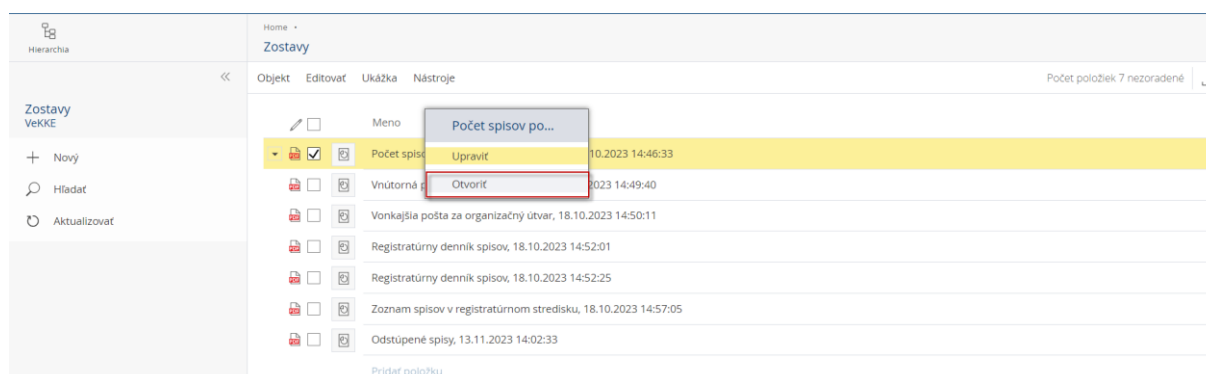 Hierarchia
Home
Zostavy
Objekt Editovať Ukážka Nástroje
Počet položiek 7 nezoradené
Zostavy
VeKKE
Nový
Hľadať
Aktualizovať
Meno
Počet spisov po...
Upraviť
Otvoriť
Počet spiso 10.2023 14:46:33
Vnútorná p 2023 14:49:40
Vonkajšia pošta za organizačný útvar, 18.10.2023 14:50:11
Registratúrny denník spisov, 18.10.2023 14:52:01
Registratúrny denník spisov, 18.10.2023 14:52:25
Zoznam spisov v registratúrnom stredisku, 18.10.2023 14:57:05
Odstúpené spisy, 13.11.2023 14:02:33
Pridať položku